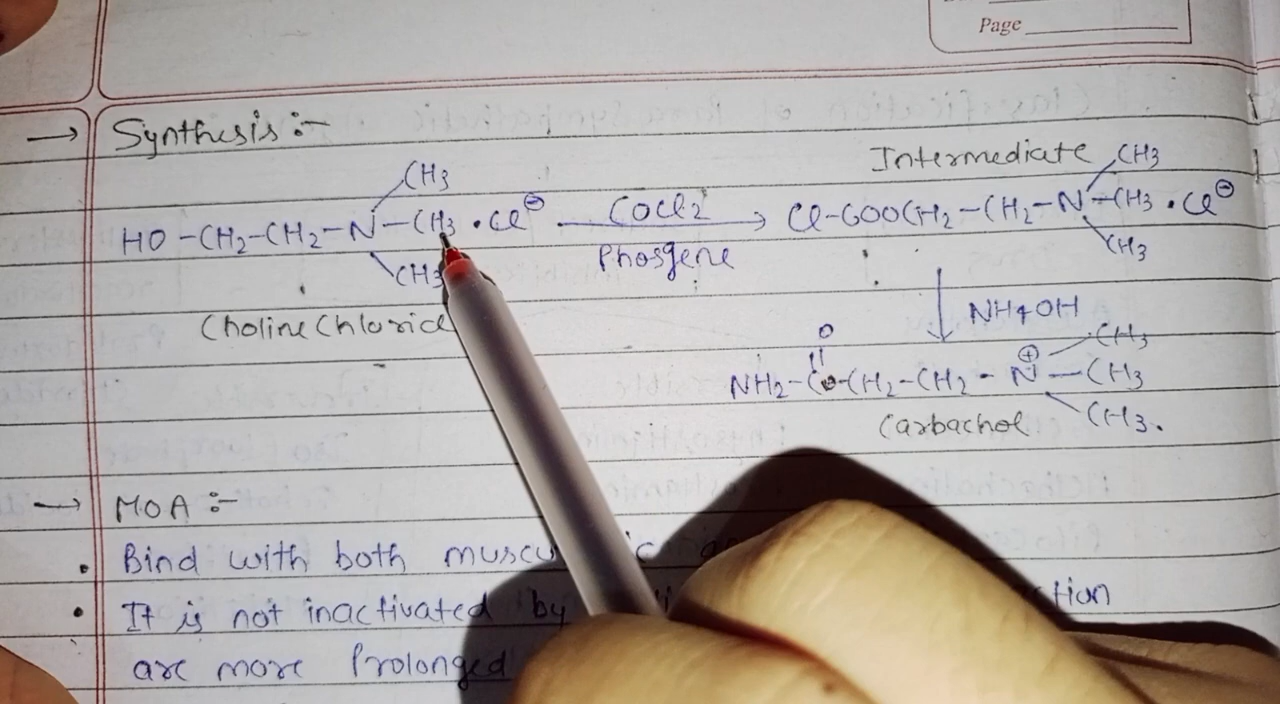 Page
→ Synthesis :-
Intermediate
CH3 CH3
HO-CH2-CH2-N-CH3 . Cl⊖ COCl2 → Cl-COOCH2-CH2-N-CH3 . Cl⊖
Phosgene
CH3 CH3
Choline Chloride
↓ NH4OH
O
NH2-C-CH2-CH2-N⊕-CH3
CH3
CH3.
Carbachol
→ MOA :-
. Bind with both
. It is not inactivated by
are more Prolonged